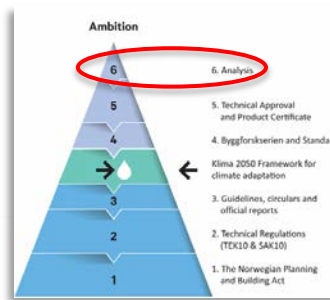 Ambition
6
6. Analysis
5
5. Technical Approval
and Product Certificate
4
4. Byggforskserien and Standa
Klima 2050 Framework for
climate adaptation
3
3. Guidelines, circulars and
official reports
2
2. Technical Regulations
(TEK10 & SAK10)
1
1. The Norwegian Planning
and Building Act